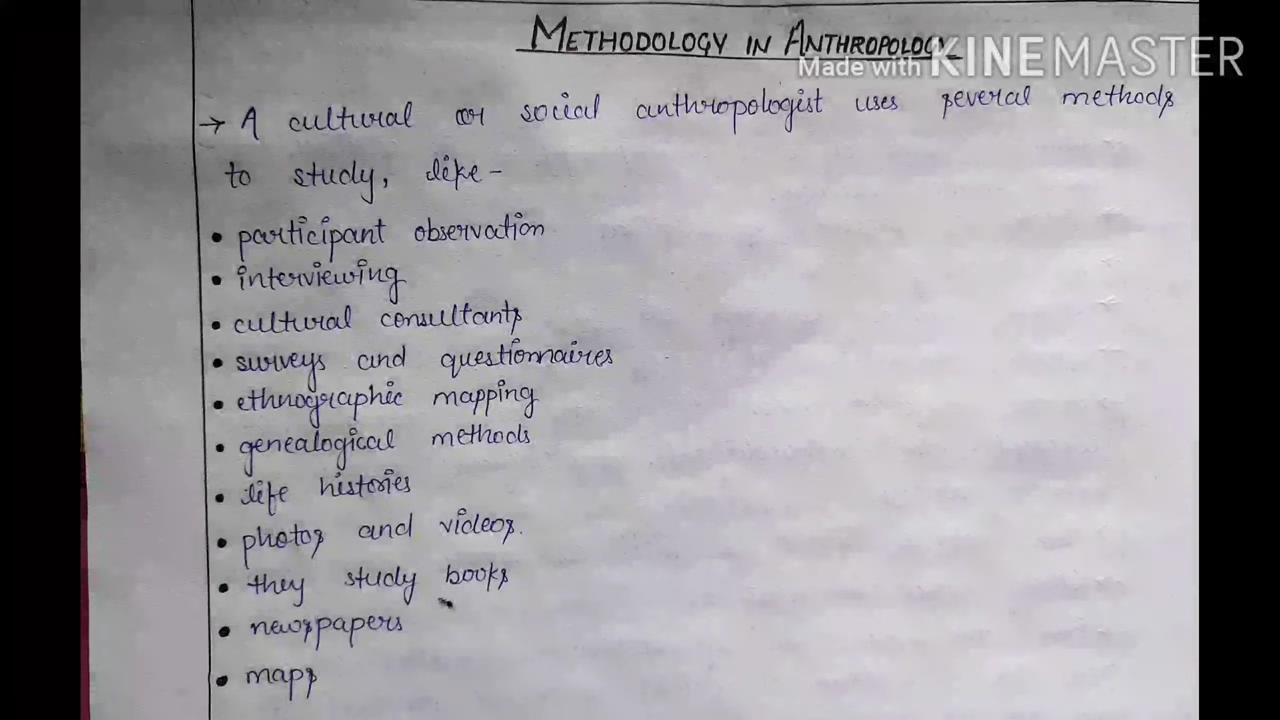 METHODOLOGY IN ANTHROPOLOGY
Made with KINEMASTER
→ A cultural or social anthropologist uses several methods
to study, like -
• participant observation
• interviewing
• cultural consultants
• surveys and questionnaires
• ethnographic mapping
• genealogical methods
• life histories
• photos and videos.
• they study books
• newspapers
• maps